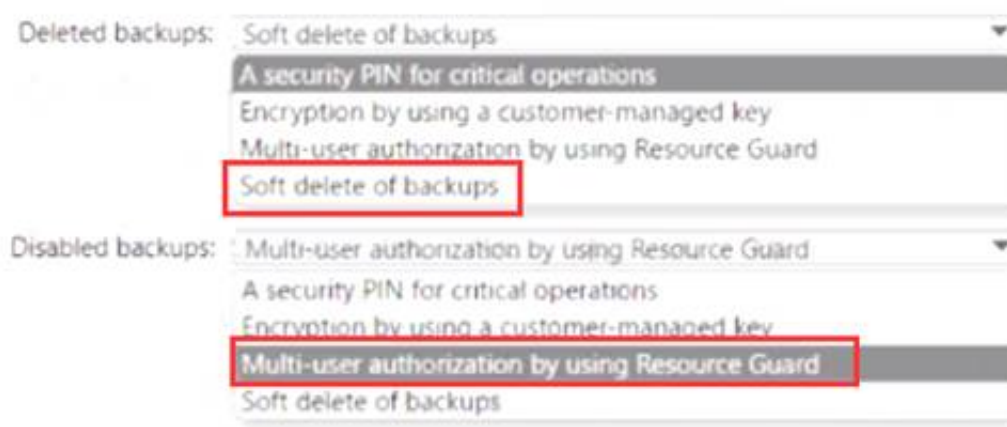 Deleted backups: Soft delete of backups
A security PIN for critical operations
Encryption by using a customer-managed key
Multi-user authorization by using Resource Guard
Soft delete of backups
Disabled backups: Multi-user authorization by using Resource Guard
A security PIN for critical operations
Encryption by using a customer-managed key
Multi-user authorization by using Resource Guard
Soft delete of backups